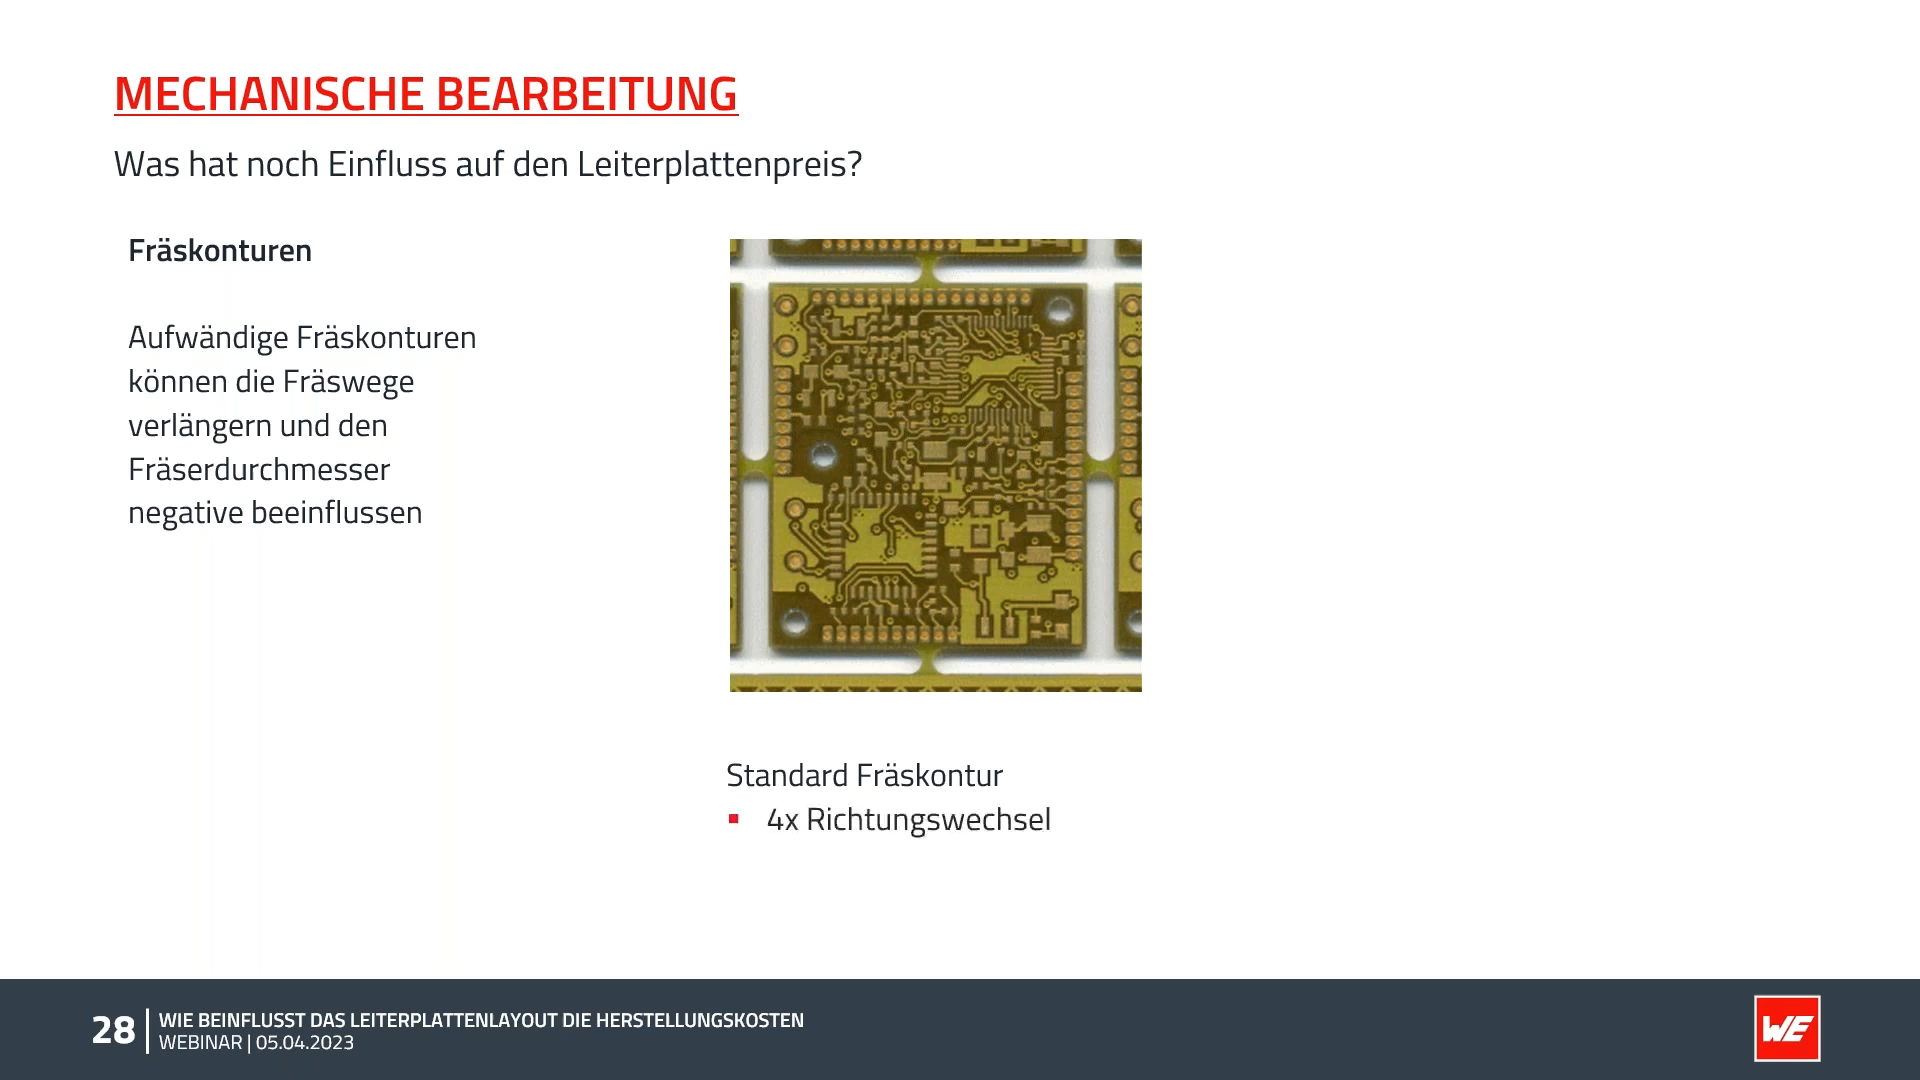 MECHANISCHE BEARBEITUNG
Was hat noch Einfluss auf den Leiterplattenpreis?
Fräskonturen
Aufwändige Fräskonturen
können die Fräswege
verlängern und den
Fräserdurchmesser
negative beeinflussen
Standard Fräskontur
▪ 4x Richtungswechsel
28
WIE BEINFLUSST DAS LEITERPLATTENLAYOUT DIE HERSTELLUNGSKOSTEN
WEBINAR | 05.04.2023
WE